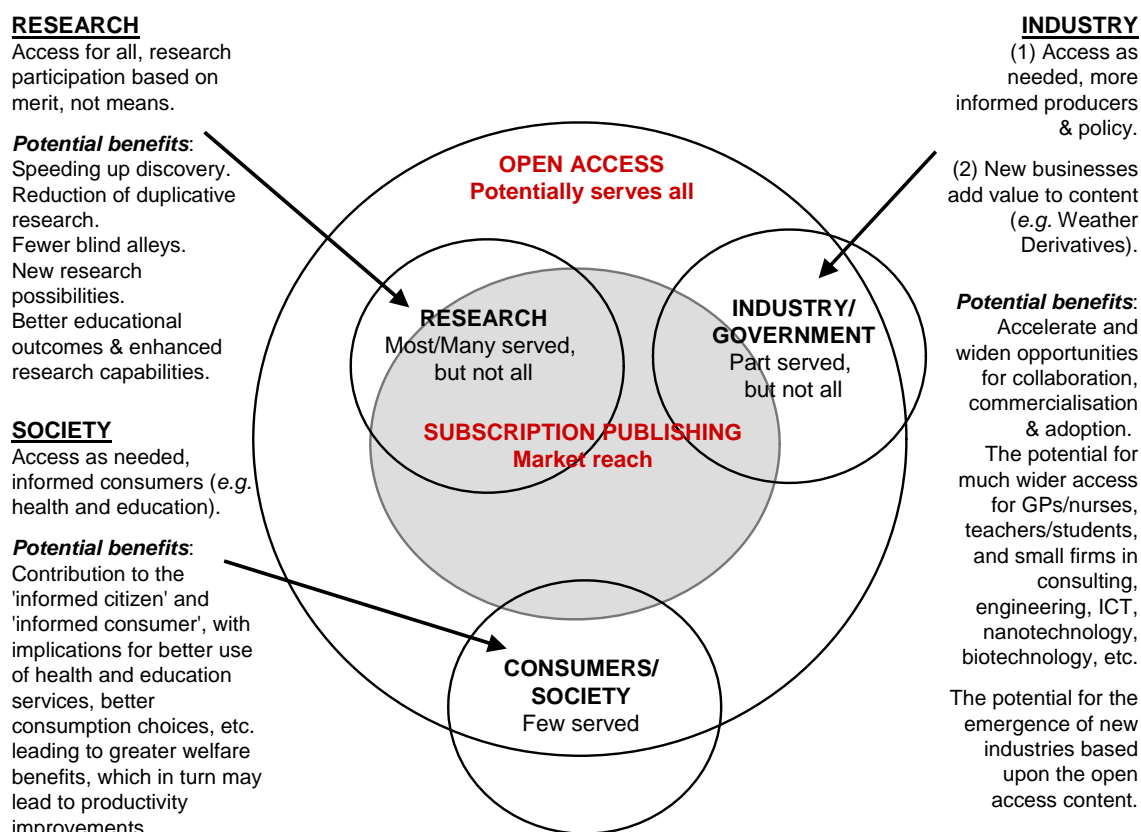 RESEARCH
Access for all, research
participation based on
merit, not means.
Potential benefits:
Speeding up discovery.
Reduction of duplicative
research.
Fewer blind alleys.
New research
possibilities.
Better educational
outcomes & enhanced
research capabilities.
SOCIETY
Access as needed,
informed consumers (e.g.
health and education).
Potential benefits:
Contribution to the
'informed citizen' and
'informed consumer', with
implications for better use
of health and education
services, better
consumption choices, etc.
leading to greater welfare
benefits, which in turn may
lead to productivity
improvements
OPEN ACCESS
Potentially serves all
RESEARCH
Most/Many served,
but not all
INDUSTRY/
GOVERNMENT
Part served,
but not all
SUBSCRIPTION PUBLISHING
Market reach
CONSUMERS/
SOCIETY
Few served
INDUSTRY
(1) Access as
needed, more
informed producers
& policy.
(2) New businesses
add value to content
(e.g. Weather
Derivatives).
Potential benefits:
Accelerate and
widen opportunities
for collaboration,
commercialisation
& adoption.
The potential for
much wider access
for GPs/nurses,
teachers/students,
and small firms in
consulting,
engineering, ICT,
nanotechnology,
biotechnology, etc.
The potential for the
emergence of new
industries based
upon the open
access content.